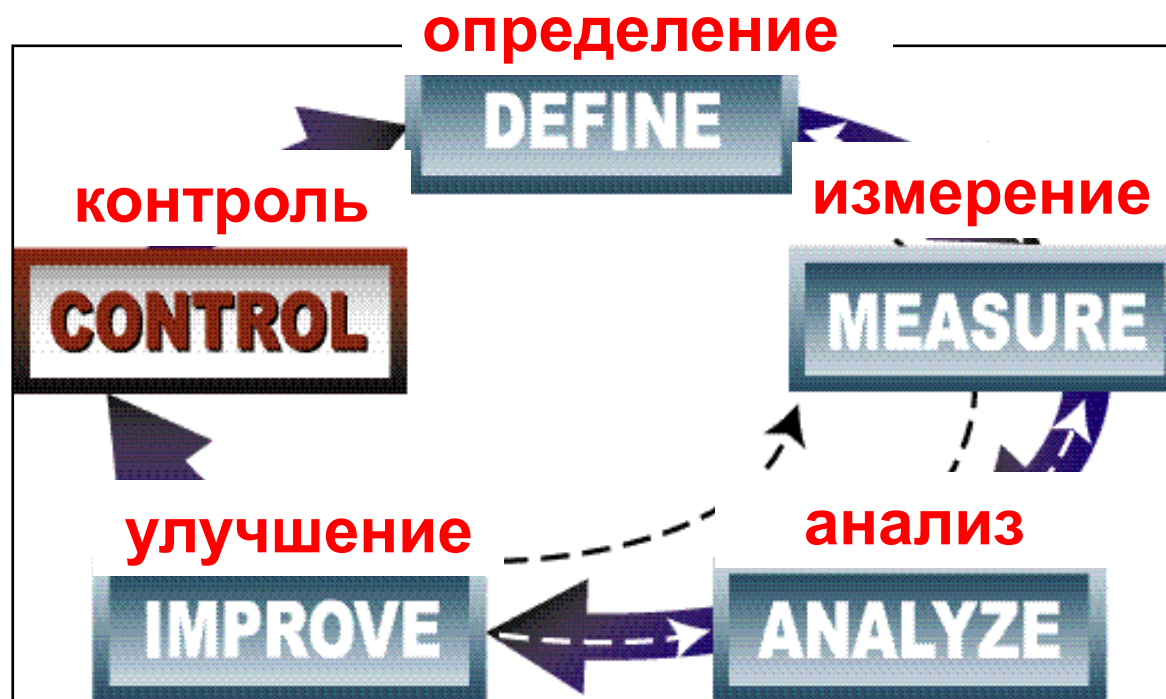 определение
DEFINE
контроль
измерение
CONTROL
MEASURE
улучшение
анализ
IMPROVE
ANALYZE